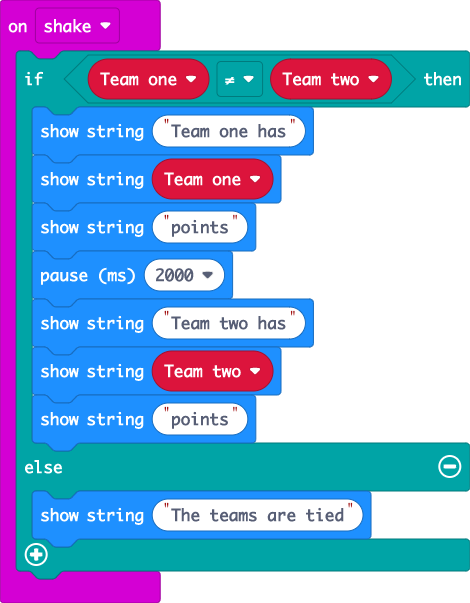 on shake
if Team one ≠ Team two then
show string "Team one has"
show string Team one
show string "points"
pause (ms) 2000
show string "Team two has"
show string Team two
show string "points"
else
show string "The teams are tied"